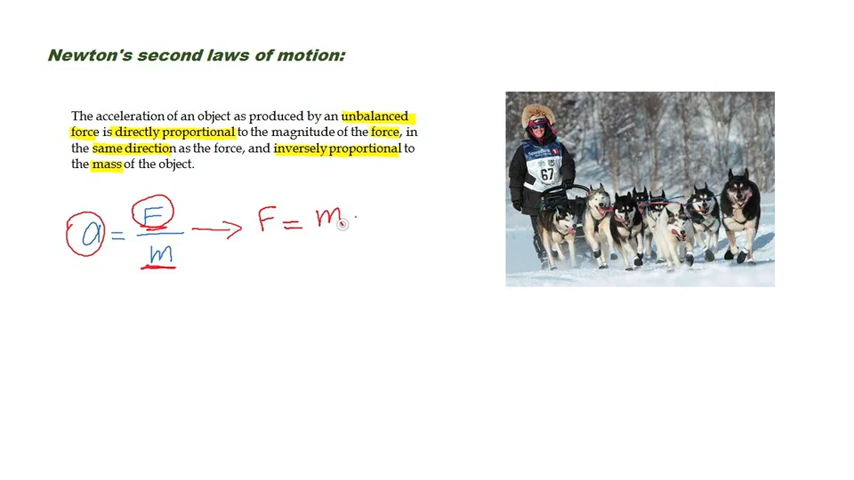 Newton's second laws of motion:
The acceleration of an object as produced by an unbalanced
force is directly proportional to the magnitude of the force, in
the same direction as the force, and inversely proportional to
the mass of the object.
a = F/m → F = m
67